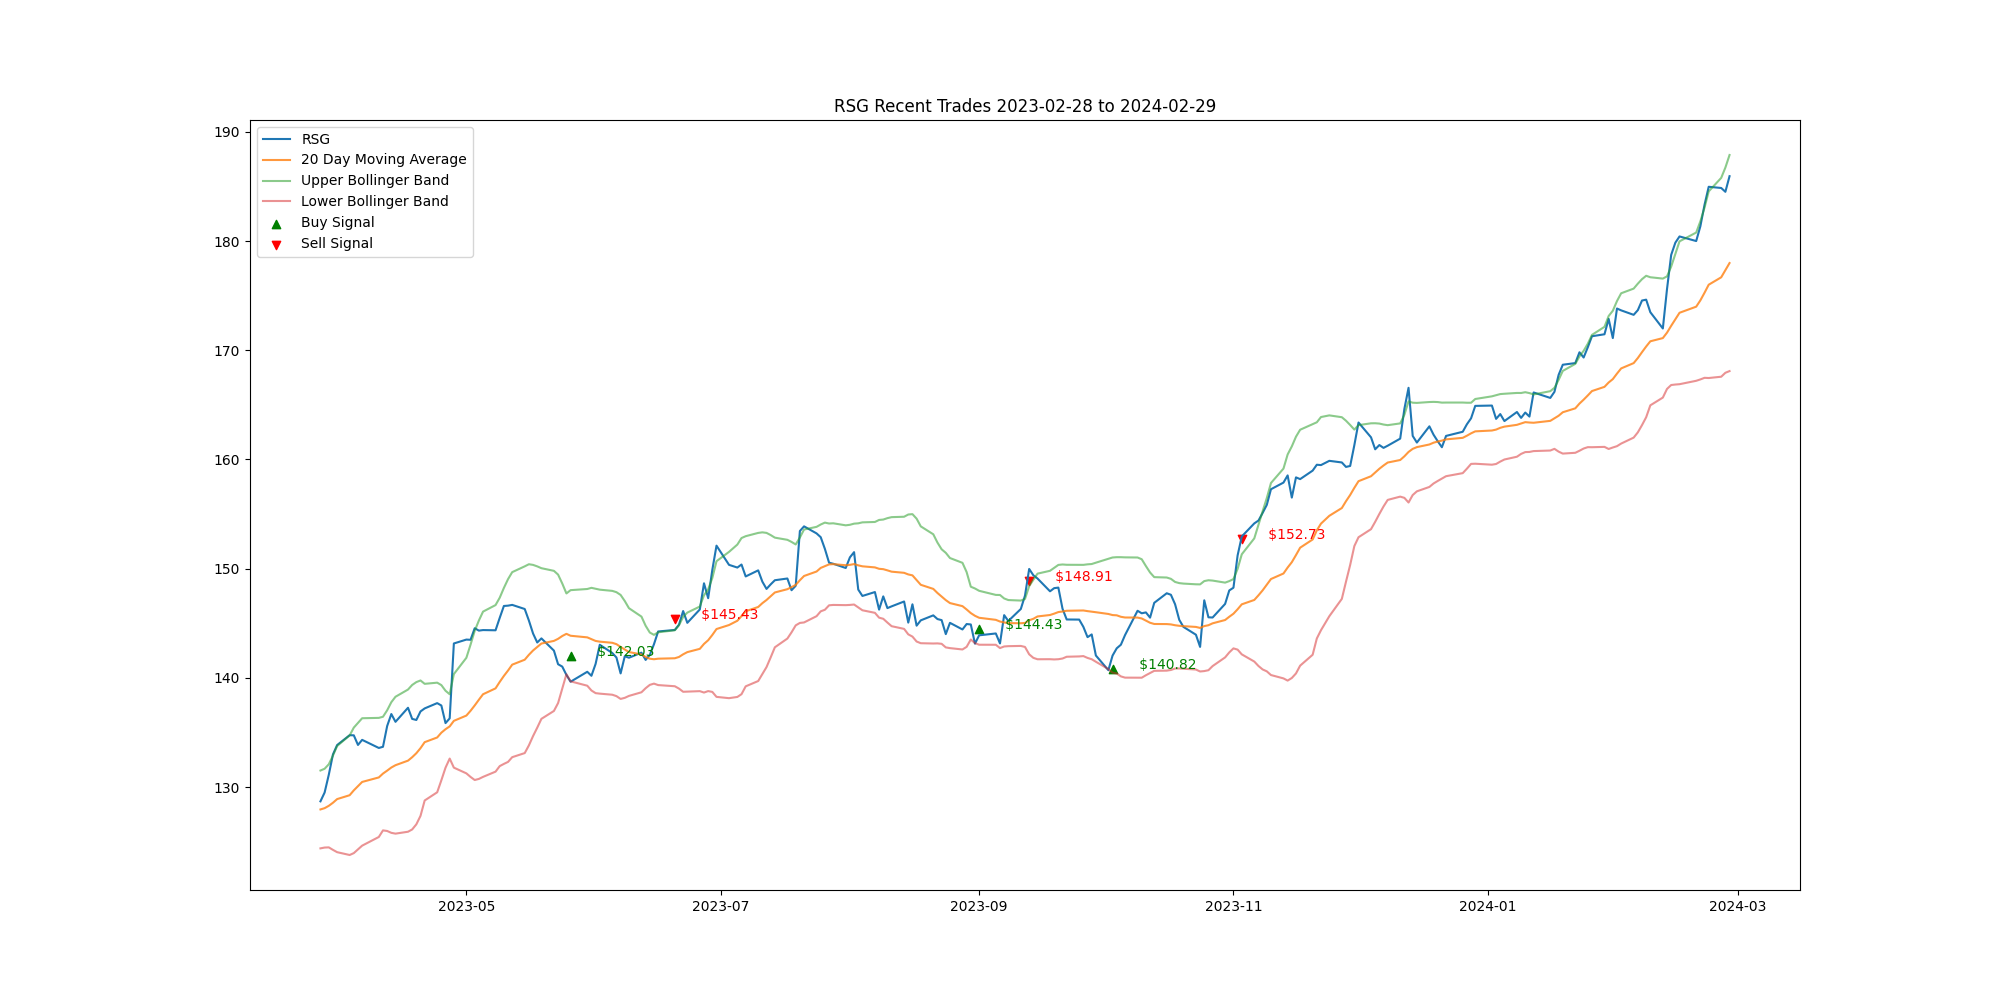 RSG Recent Trades 2023-02-28 to 2024-02-29
190
180
170
160
150
140
130
RSG
20 Day Moving Average
Upper Bollinger Band
Lower Bollinger Band
Buy Signal
Sell Signal
$142.03
$145.43
$144.43
$148.91
$140.82
$152.73
2023-05
2023-07
2023-09
2023-11
2024-01
2024-03